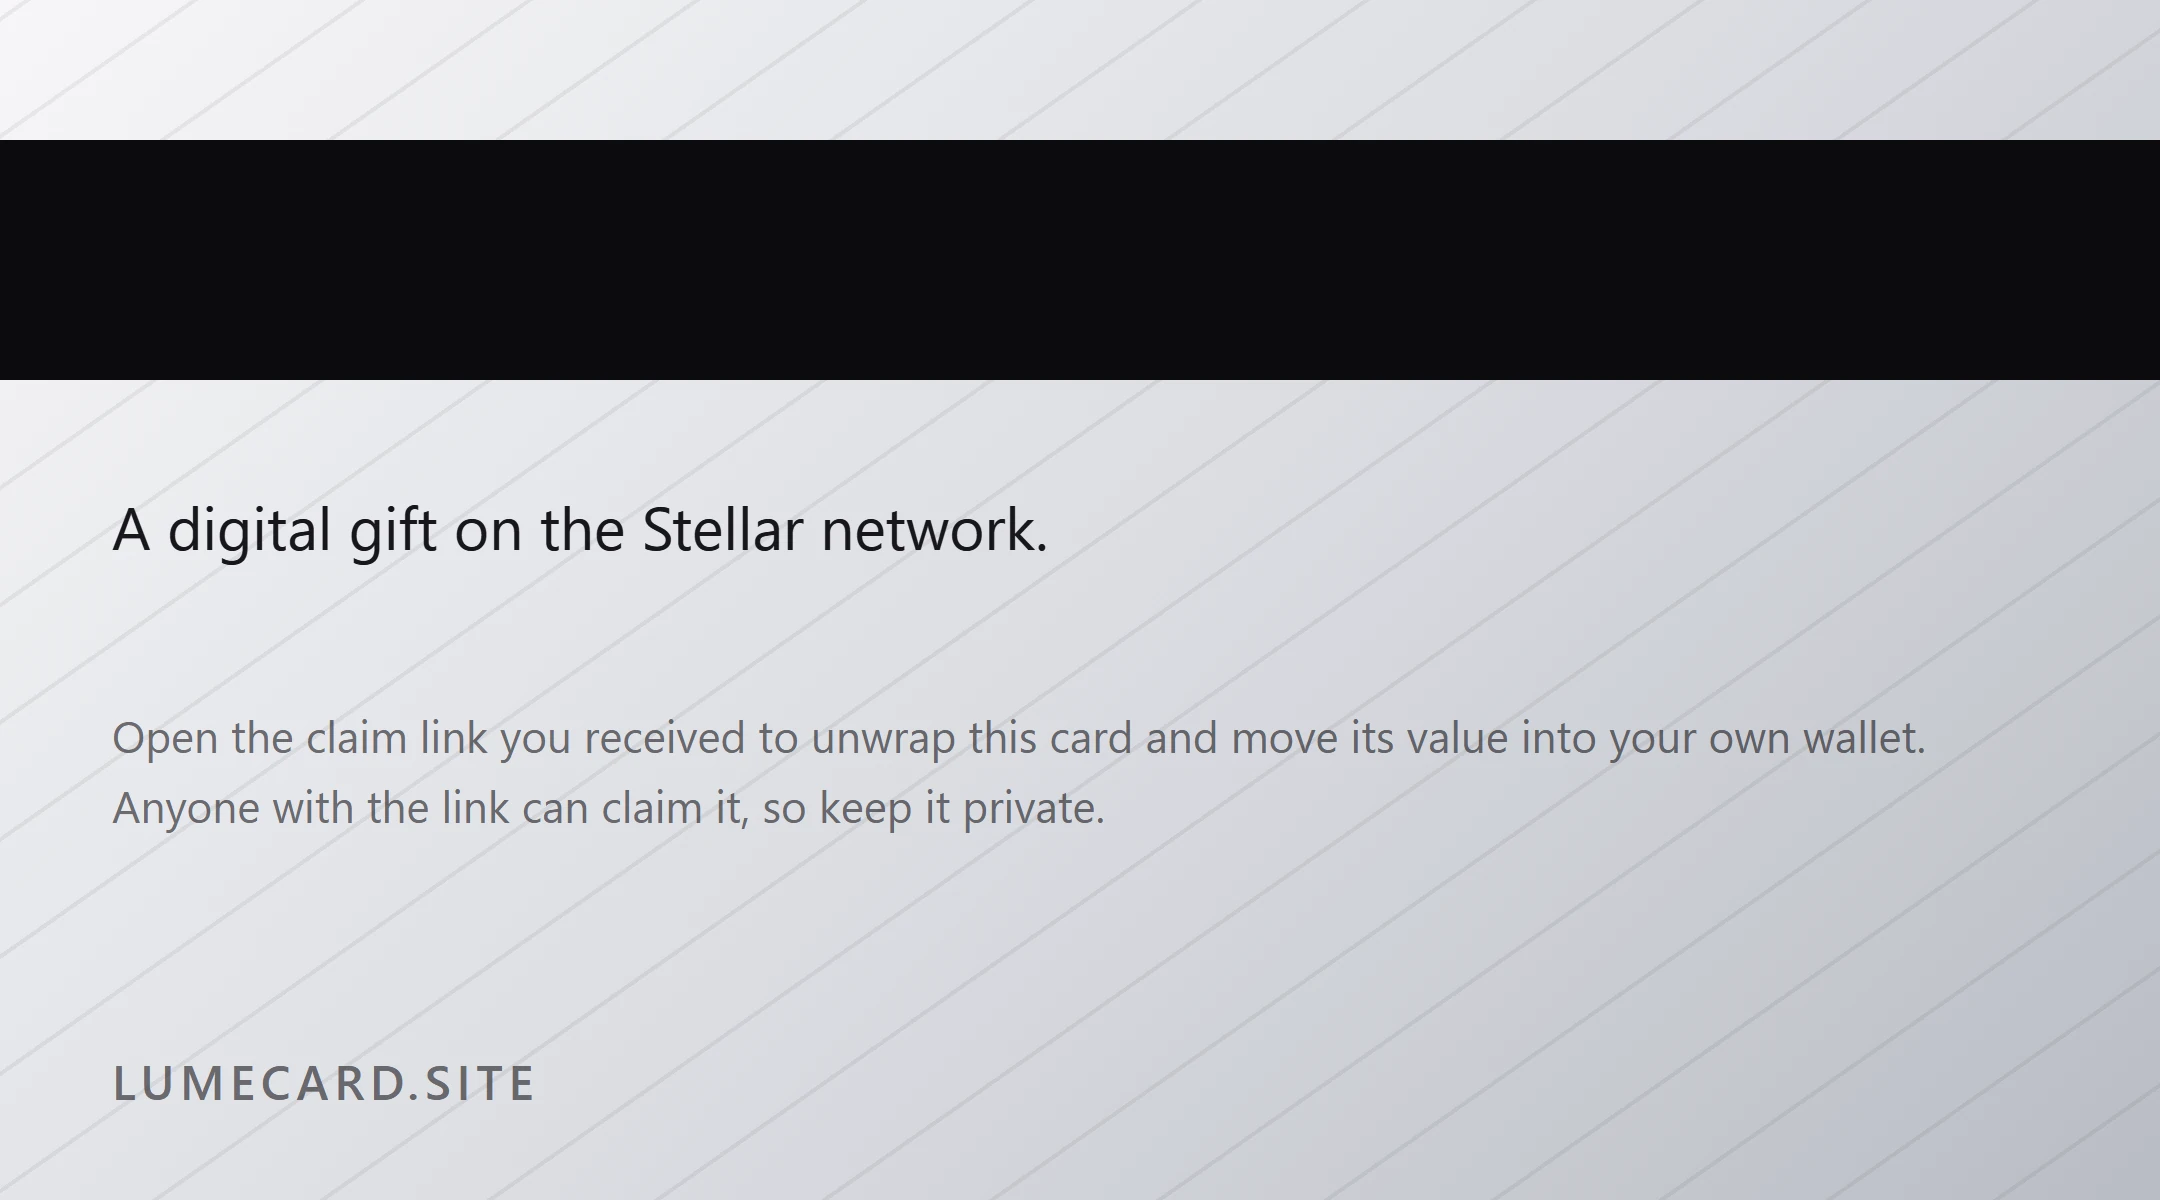 A digital gift on the Stellar network.
Open the claim link you received to unwrap this card and move its value into your own wallet.
Anyone with the link can claim it, so keep it private.
LUMECARD.SITE